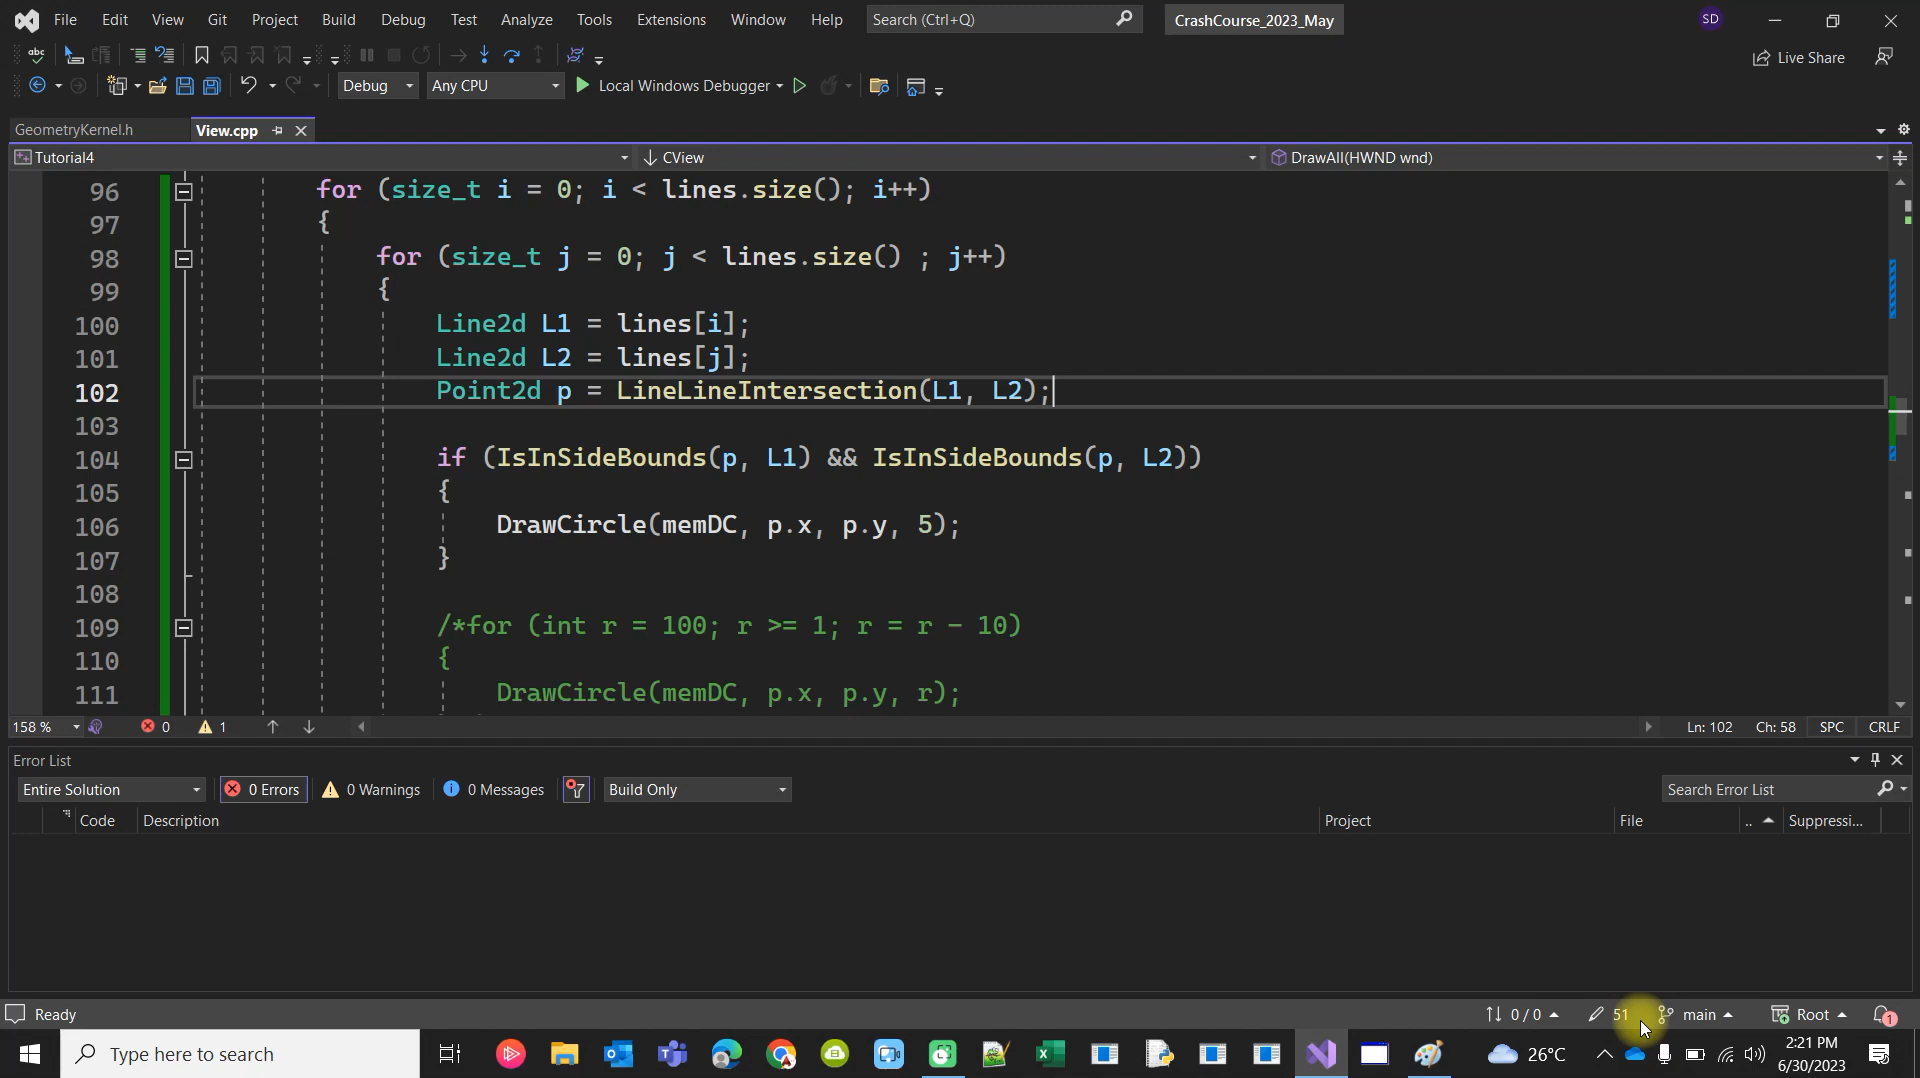 File Edit View Git Project Build Debug Test Analyze Tools Extensions Window Help Search (Ctrl+Q) CrashCourse_2023_May SD
abc Live Share
Debug Any CPU Local Windows Debugger
GeometryKernel.h View.cpp
Tutorial4 CView DrawAll(HWND wnd)
96 for (size_t i = 0; i < lines.size(); i++)
97 {
98 for (size_t j = 0; j < lines.size() ; j++)
99 {
100 Line2d L1 = lines[i];
101 Line2d L2 = lines[j];
102 Point2d p = LineLineIntersection(L1, L2);
103
104 if (IsInSideBounds(p, L1) && IsInSideBounds(p, L2))
105 {
106 DrawCircle(memDC, p.x, p.y, 5);
107 }
108
109 /*for (int r = 100; r >= 1; r = r - 10)
110 {
111 DrawCircle(memDC, p.x, p.y, r);
158 % 0 1 Ln: 102 Ch: 58 SPC CRLF
Error List
Entire Solution 0 Errors 0 Warnings 0 Messages Build Only Search Error List
Code Description Project File .. Suppressi...
Ready 0 / 0 51 main Root 1
Type here to search 26°C 2:21 PM
6/30/2023